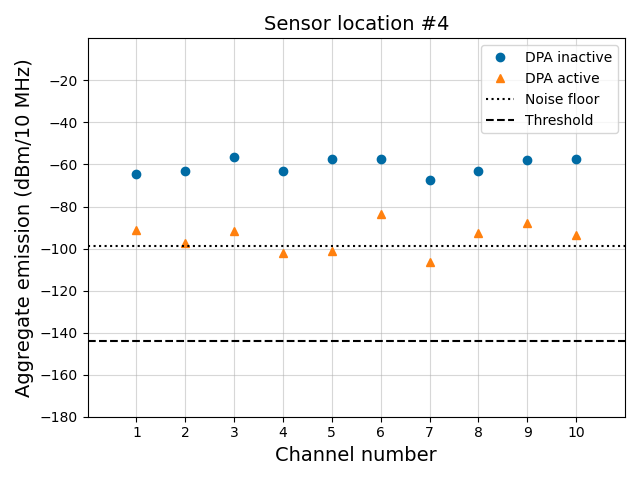 Sensor location #4
Aggregate emission (dBm/10 MHz)
−20
−40
−60
−80
−100
−120
−140
−160
−180
DPA inactive
DPA active
Noise floor
Threshold
1 2 3 4 5 6 7 8 9 10
Channel number